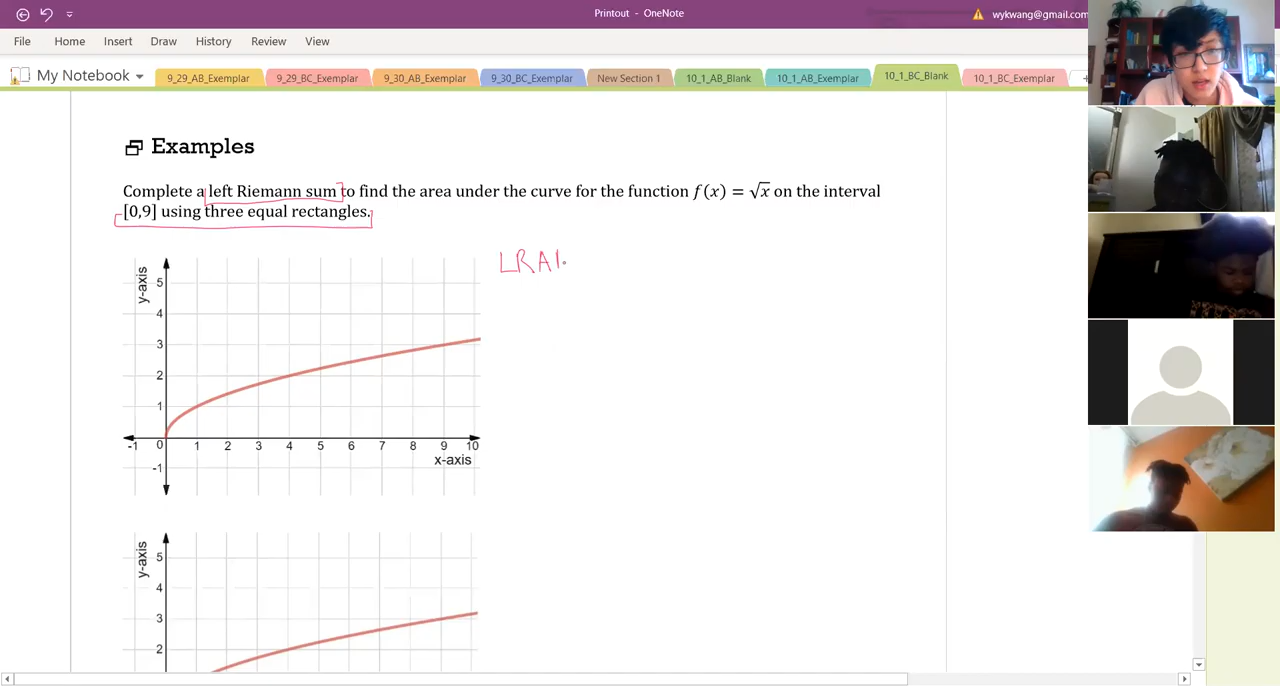 Printout - OneNote
wykwang@gmail.com
File Home Insert Draw History Review View
My Notebook
9_29_AB_Exemplar 9_29_BC_Exemplar 9_30_AB_Exemplar 9_30_BC_Exemplar New Section 1 10_1_AB_Blank 10_1_AB_Exemplar 10_1_BC_Blank 10_1_BC_Exemplar +
Examples
Complete a left Riemann sum to find the area under the curve for the function f(x) = √x on the interval
[0,9] using three equal rectangles.
LRAM
y-axis
5
4
3
2
1
-1 0 1 2 3 4 5 6 7 8 9 10
x-axis
-1
y-axis
5
4
3
2